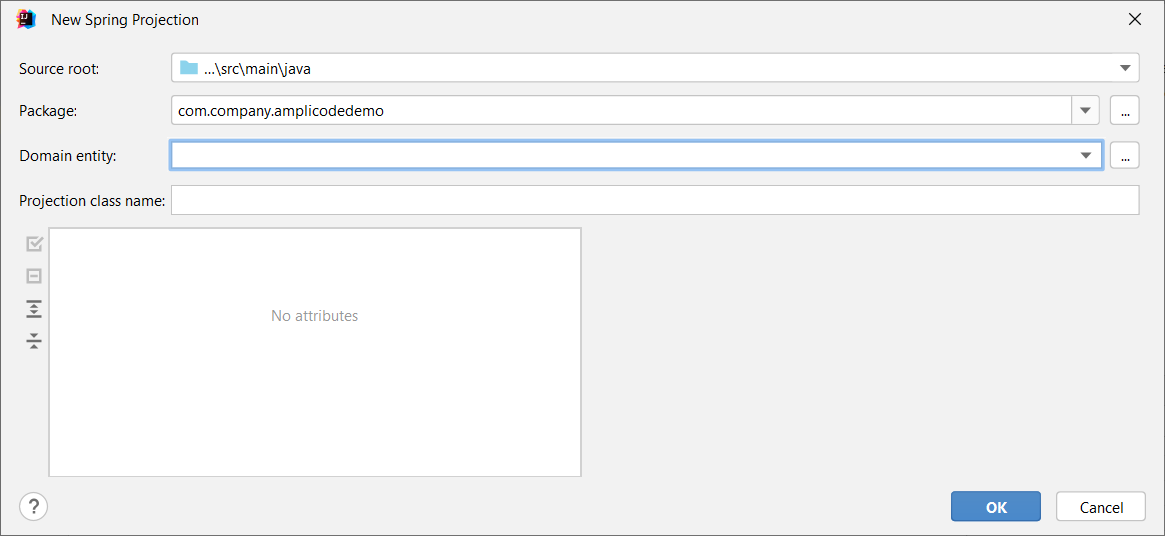 New Spring Projection
Source root: ...\src\main\java
Package: com.company.amplicodedemo ...
Domain entity: ...
Projection class name:
No attributes
? OK Cancel